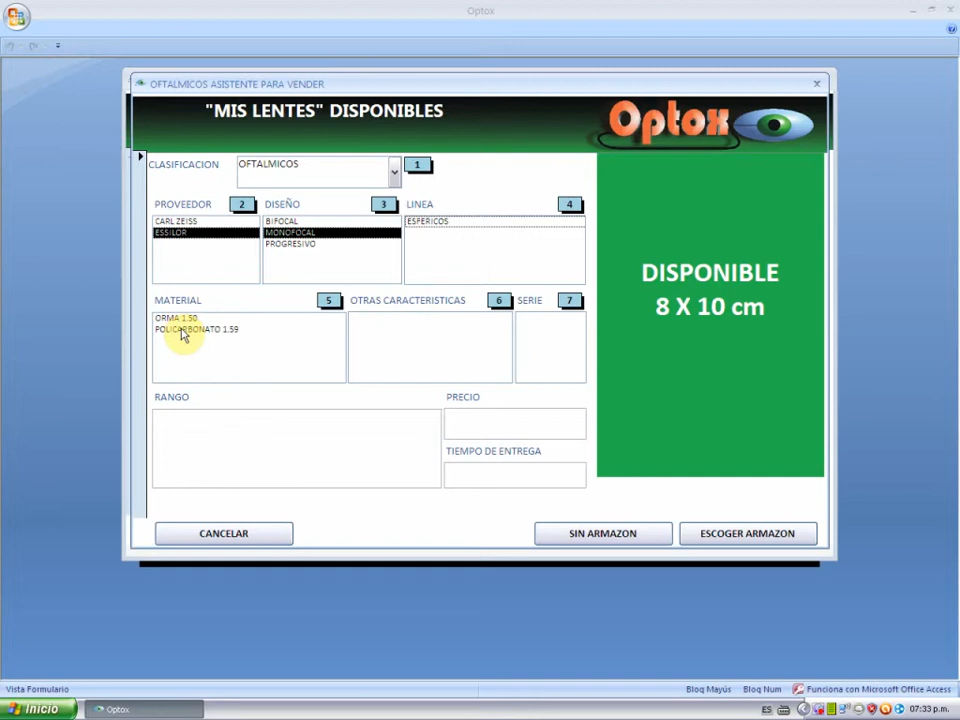 Optox
OFTALMICOS ASISTENTE PARA VENDER
"MIS LENTES" DISPONIBLES
Optox
CLASIFICACION
OFTALMICOS
1
PROVEEDOR
2
DISEÑO
3
LINEA
4
CARL ZEISS
ESSILOR
BIFOCAL
MONOFOCAL
PROGRESIVO
ESFERICOS
DISPONIBLE
8 X 10 cm
MATERIAL
5
OTRAS CARACTERISTICAS
6
SERIE
7
ORMA 1.50
POLICARBONATO 1.59
RANGO
PRECIO
TIEMPO DE ENTREGA
CANCELAR
SIN ARMAZON
ESCOGER ARMAZON
Vista Formulario
Bloq Mayús
Bloq Num
Funciona con Microsoft Office Access
Inicio
Optox
ES
07:33 p.m.